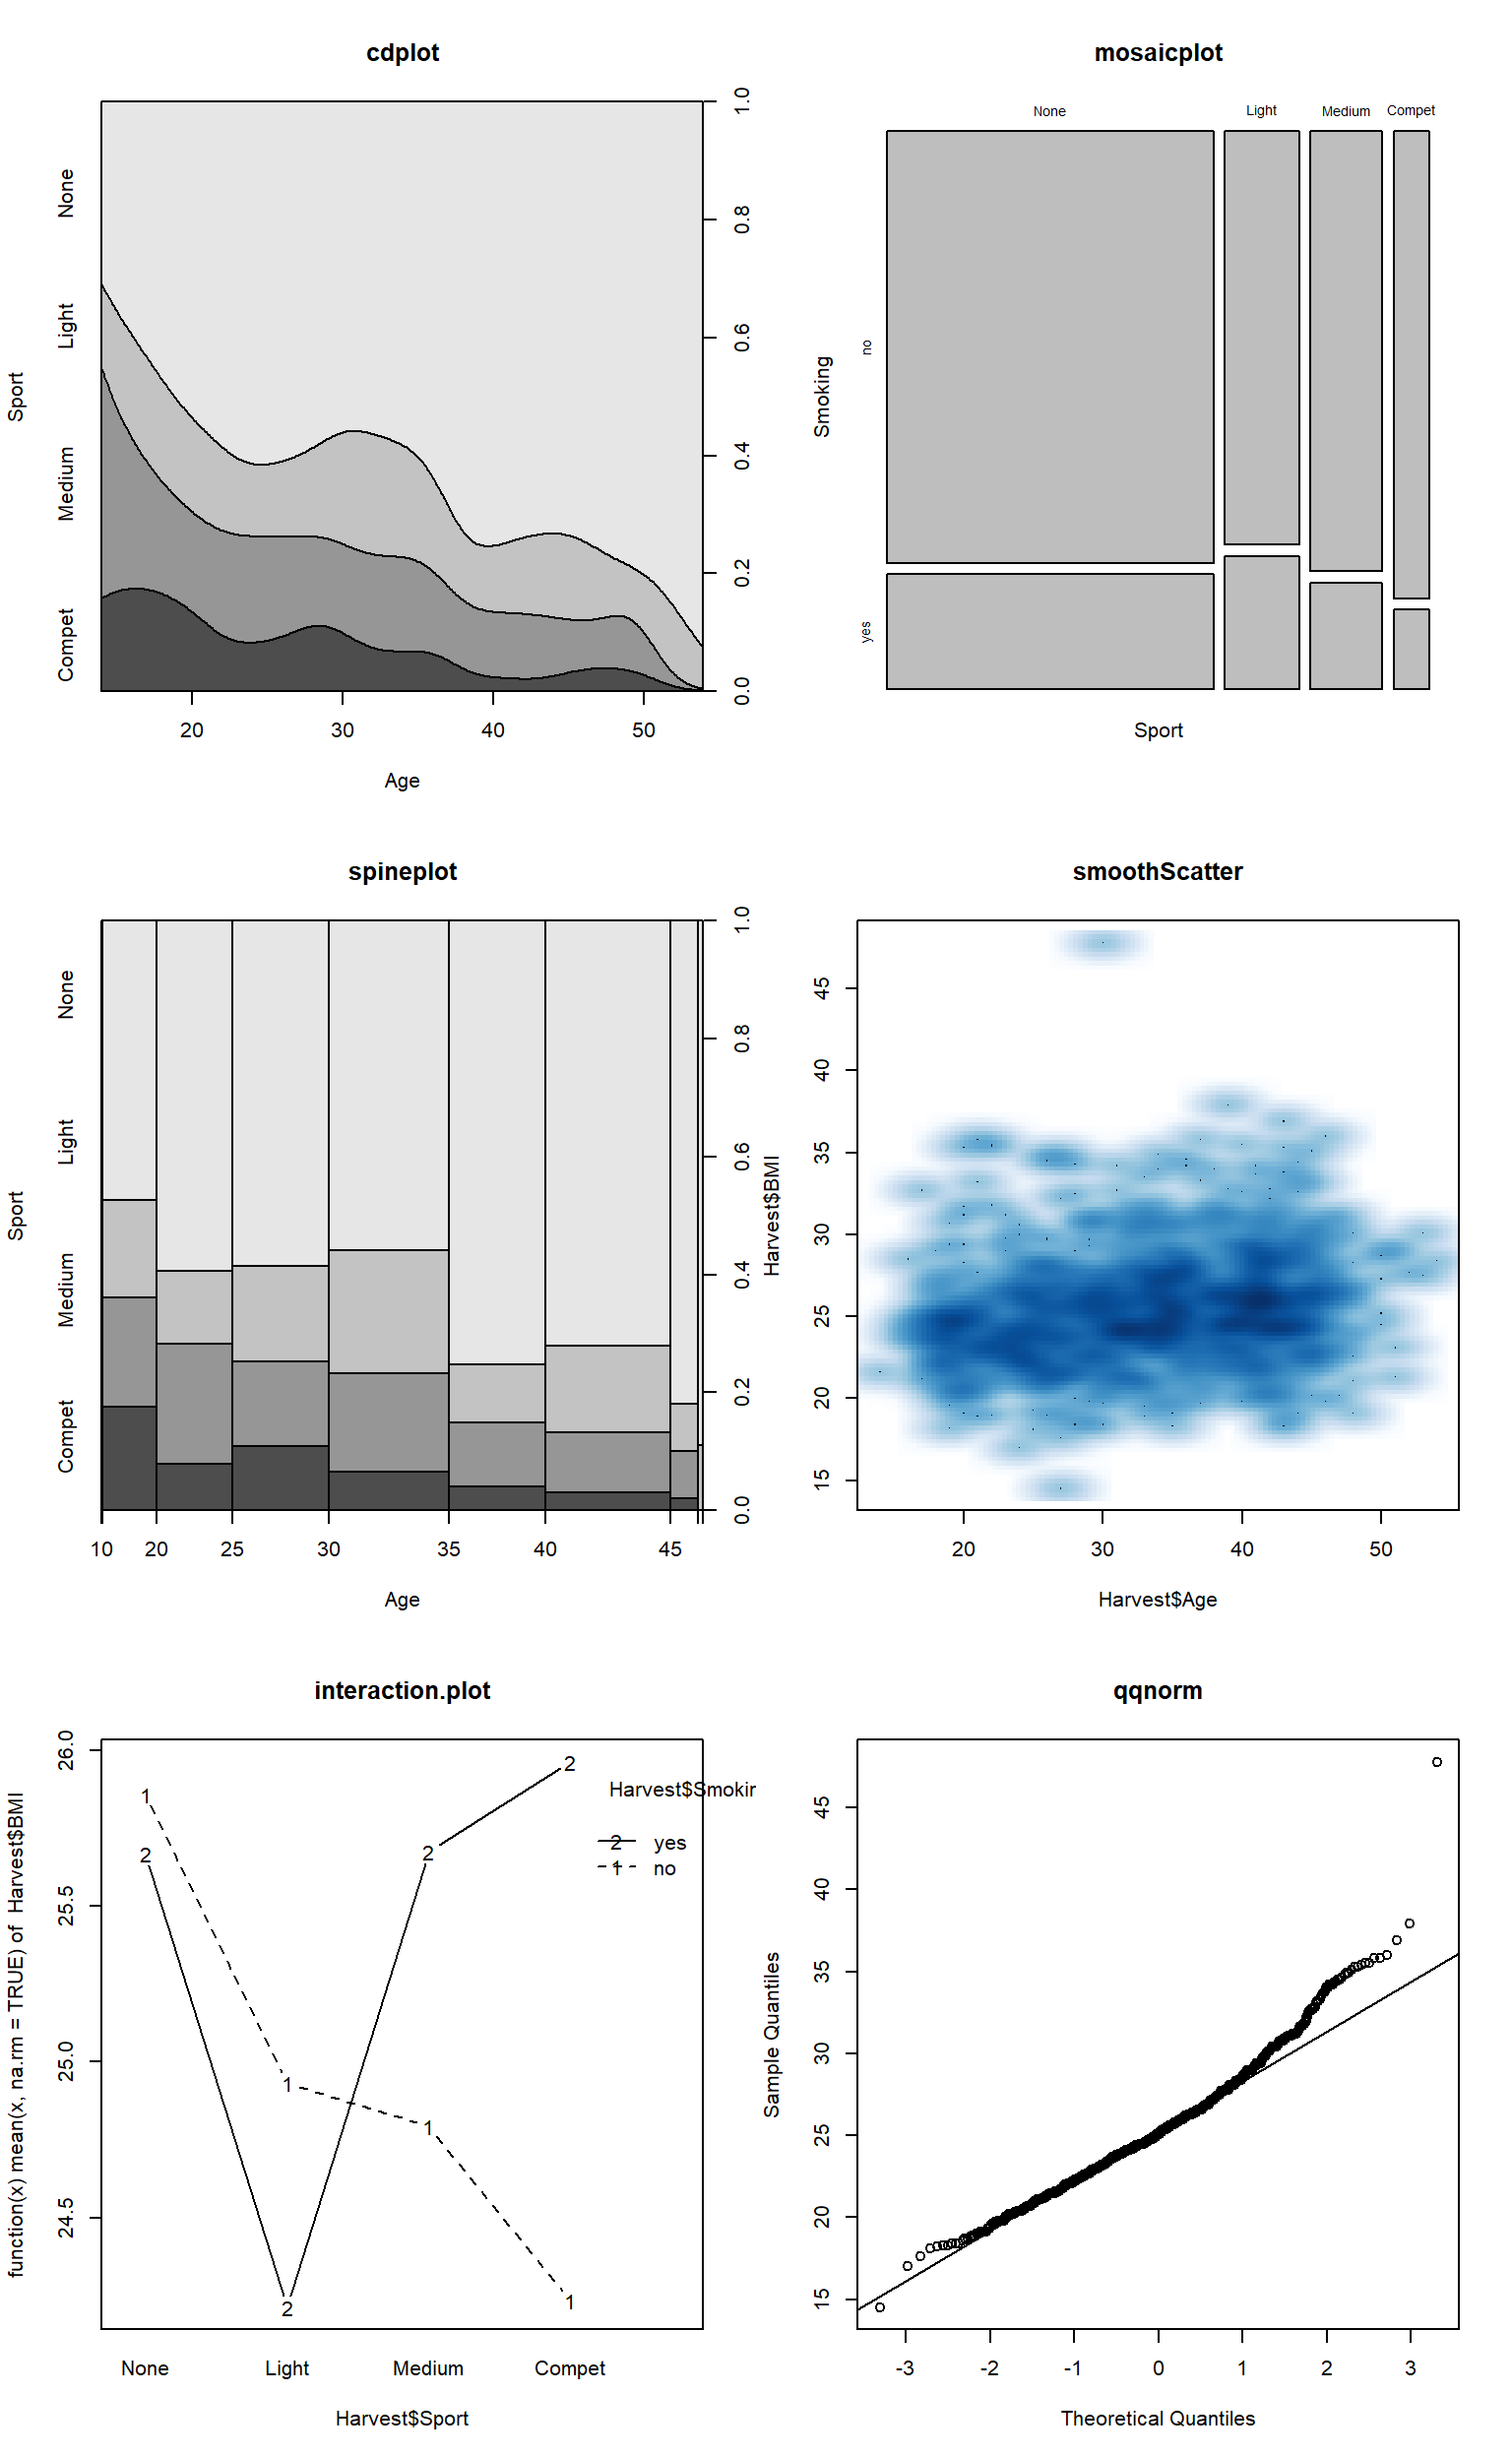 cdplot
Sport
None
Light
Medium
Compet
0.0
0.2
0.4
0.6
0.8
1.0
20 30 40 50
Age
mosaicplot
None Light Medium Compet
Smoking
no
yes
Sport
spineplot
Sport
None
Light
Medium
Compet
0.0
0.2
0.4
0.6
0.8
1.0
10 20 25 30 35 40 45
Age
smoothScatter
Harvest$BMI
45
40
35
30
25
20
15
20 30 40 50
Harvest$Age
interaction.plot
function(x) mean(x, na.rm = TRUE) of Harvest$BMI
26.0
25.5
25.0
24.5
1
2
2
1
2
1
2
1
Harvest$Smokir
2 yes
1 no
None Light Medium Compet
Harvest$Sport
qqnorm
Sample Quantiles
45
40
35
30
25
20
15
-3 -2 -1 0 1 2 3
Theoretical Quantiles